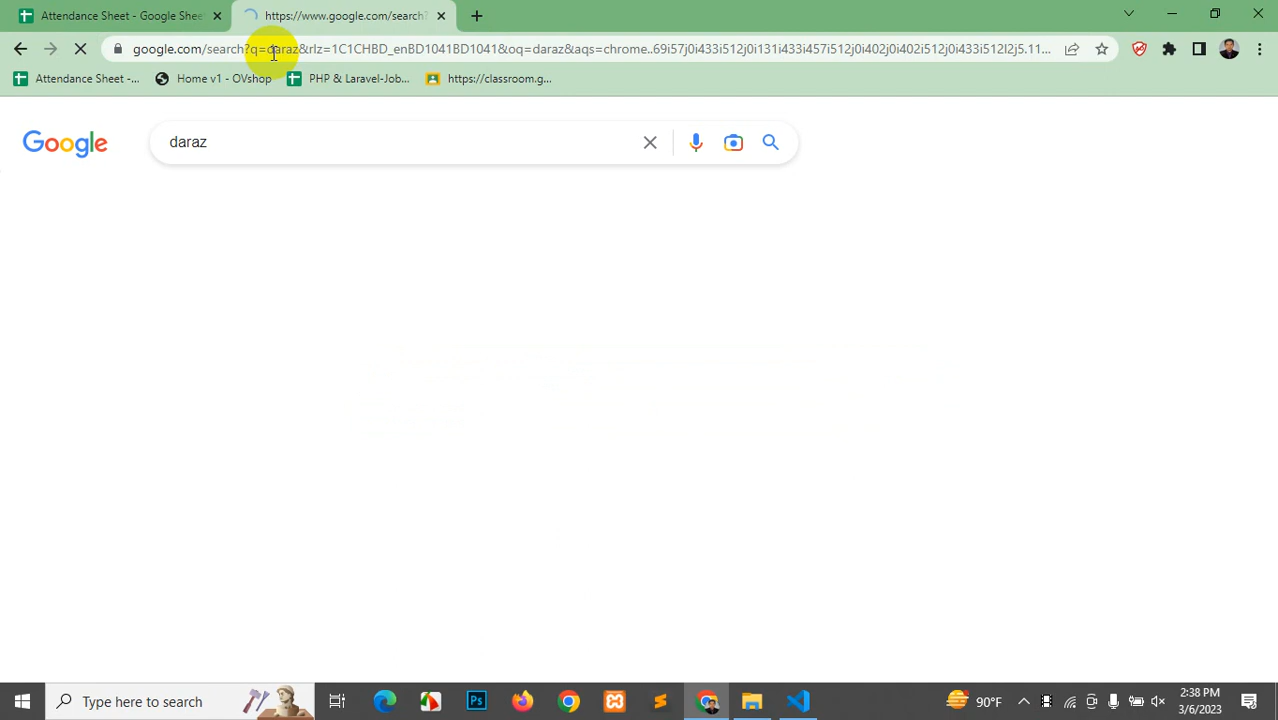 Attendance Sheet - Google Shee
https://www.google.com/search?
google.com/search?q=daraz&rlz=1C1CHBD_enBD1041BD1041&oq=daraz&aqs=chrome..69i57j0i433i512j0i131i433i457i512j0i402j0i402i512j0i433i512l2j5.11...
Attendance Sheet -...
Home v1 - OVshop
PHP & Laravel-Job...
https://classroom.g...
Google
daraz
Type here to search
Ps
90°F
2:38 PM
3/6/2023